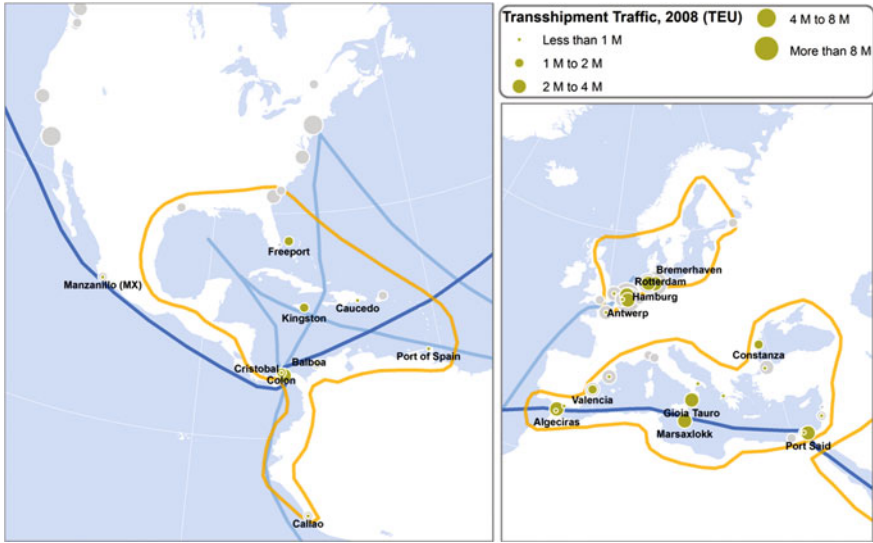 Transshipment Traffic, 2008 (TEU)
Less than 1 M
1 M to 2 M
2 M to 4 M
4 M to 8 M
More than 8 M
Freeport
Manzanillo (MX)
Caucedo
Kingston
Port of Spain
Balboa
Cristobal
Colon
Callao
Bremerhaven
Rotterdam
Hamburg
Antwerp
Constanza
Valencia
Gioia Tauro
Algeciras
Marsaxlokk
Port Said